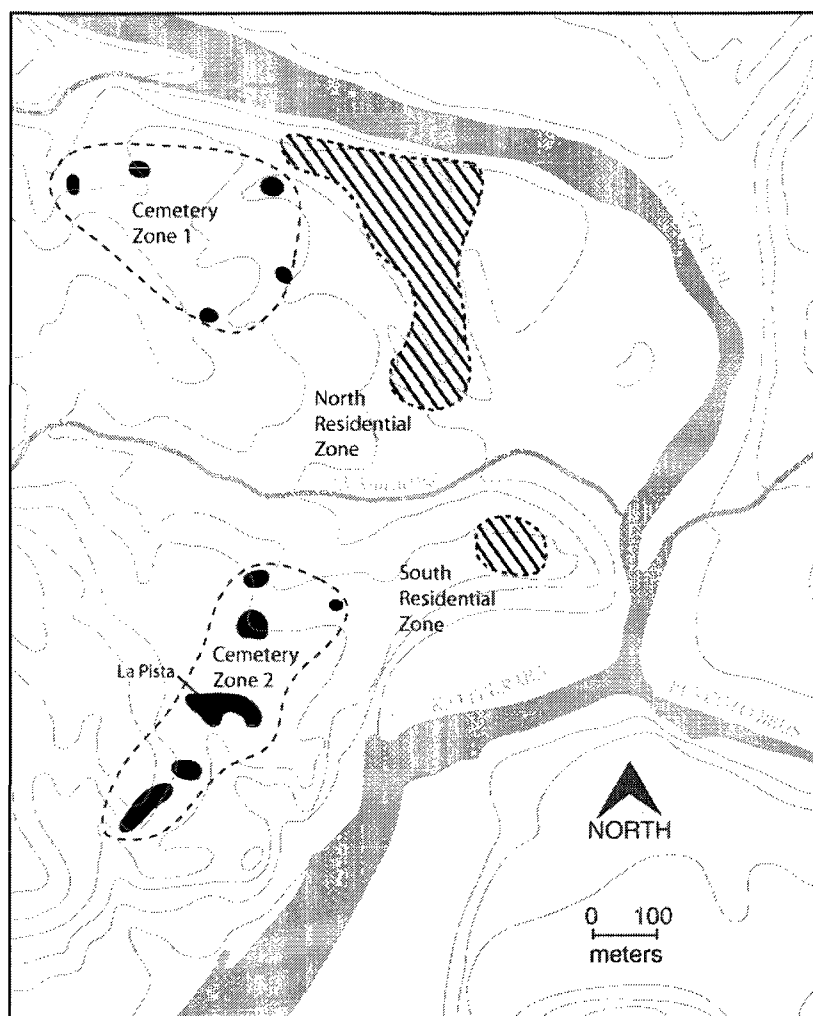 Cemetery
Zone 1
North
Residential
Zone
South
Residential
Zone
La Pista
Cemetery
Zone 2
NORTH
0 100
meters